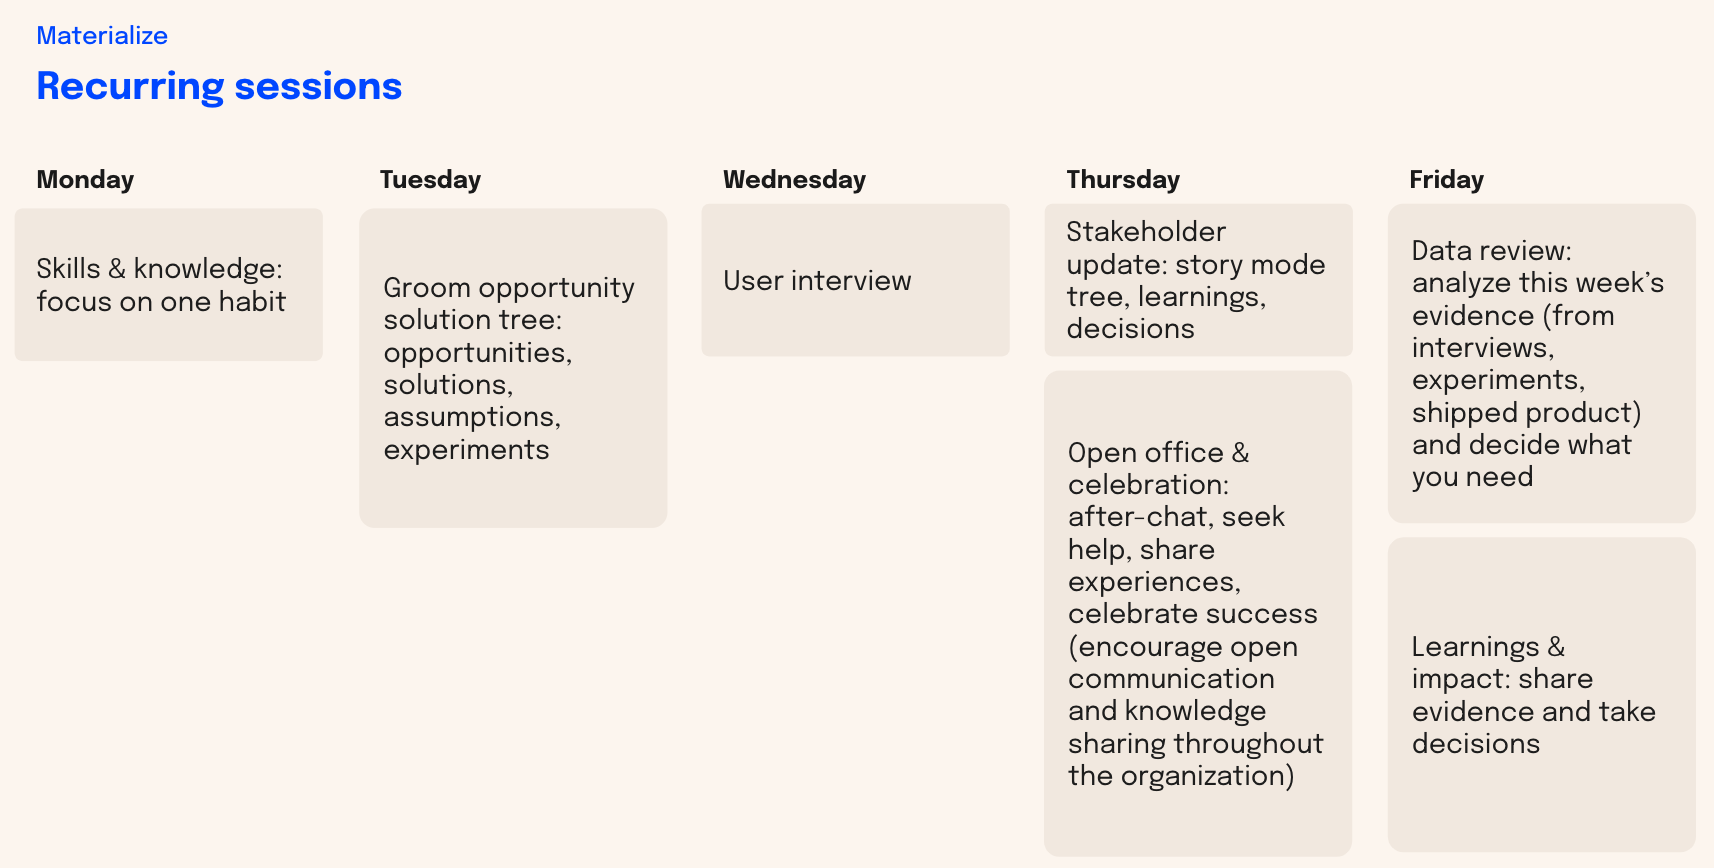 Materialize
Recurring sessions
Monday
Skills & knowledge:
focus on one habit
Tuesday
Groom opportunity
solution tree:
opportunities,
solutions,
assumptions,
experiments
Wednesday
User interview
Thursday
Stakeholder
update: story mode
tree, learnings,
decisions
Open office &
celebration:
after-chat, seek
help, share
experiences,
celebrate success
(encourage open
communication
and knowledge
sharing throughout
the organization)
Friday
Data review:
analyze this week’s
evidence (from
interviews,
experiments,
shipped product)
and decide what
you need
Learnings &
impact: share
evidence and take
decisions